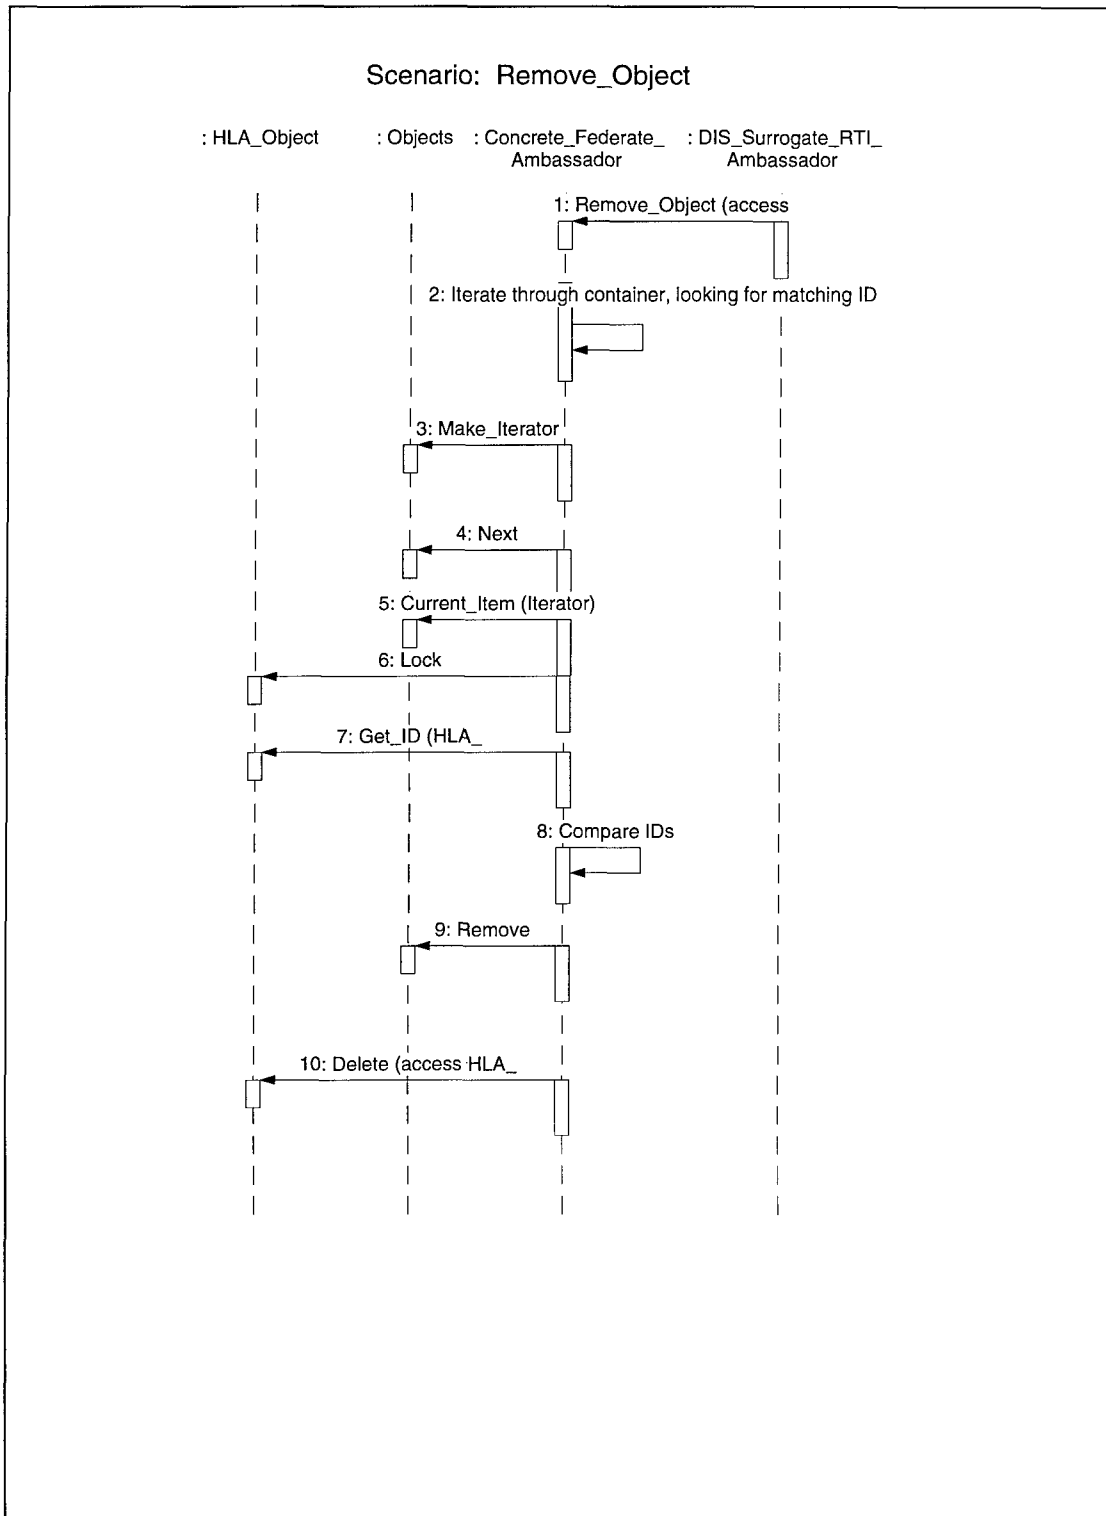 Scenario: Remove_Object
: HLA_Object : Objects : Concrete_Federate_ : DIS_Surrogate_RTI_
Ambassador Ambassador
1: Remove_Object (access
2: Iterate through container, looking for matching ID
3: Make_Iterator
4: Next
5: Current_Item (Iterator)
6: Lock
7: Get_ID (HLA_
8: Compare IDs
9: Remove
10: Delete (access HLA_